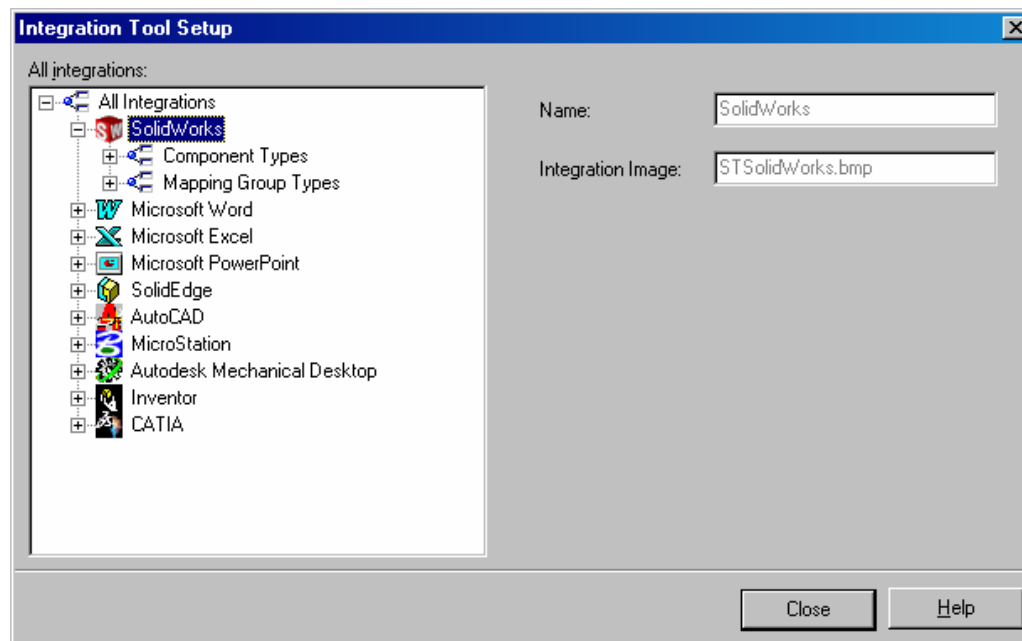 Integration Tool Setup
All integrations:
All Integrations
SolidWorks
Component Types
Mapping Group Types
Microsoft Word
Microsoft Excel
Microsoft PowerPoint
SolidEdge
AutoCAD
MicroStation
Autodesk Mechanical Desktop
Inventor
CATIA
Name: SolidWorks
Integration Image: STSolidWorks.bmp
Close Help